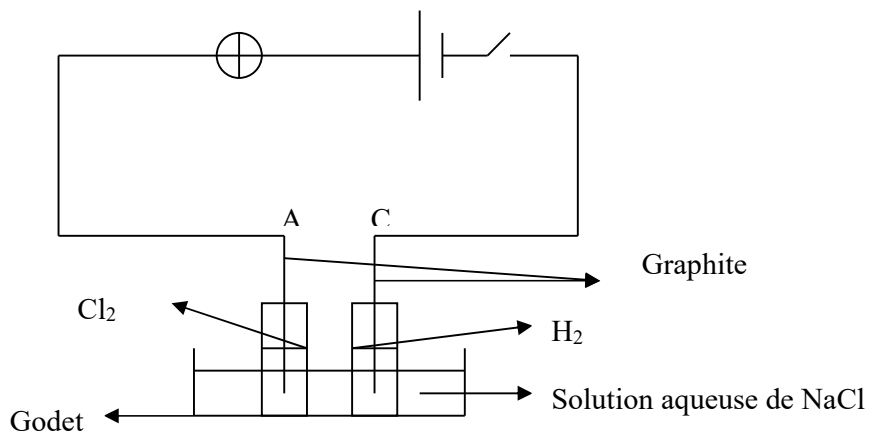 A C
Graphite
Cl₂
H₂
Solution aqueuse de NaCl
Godet